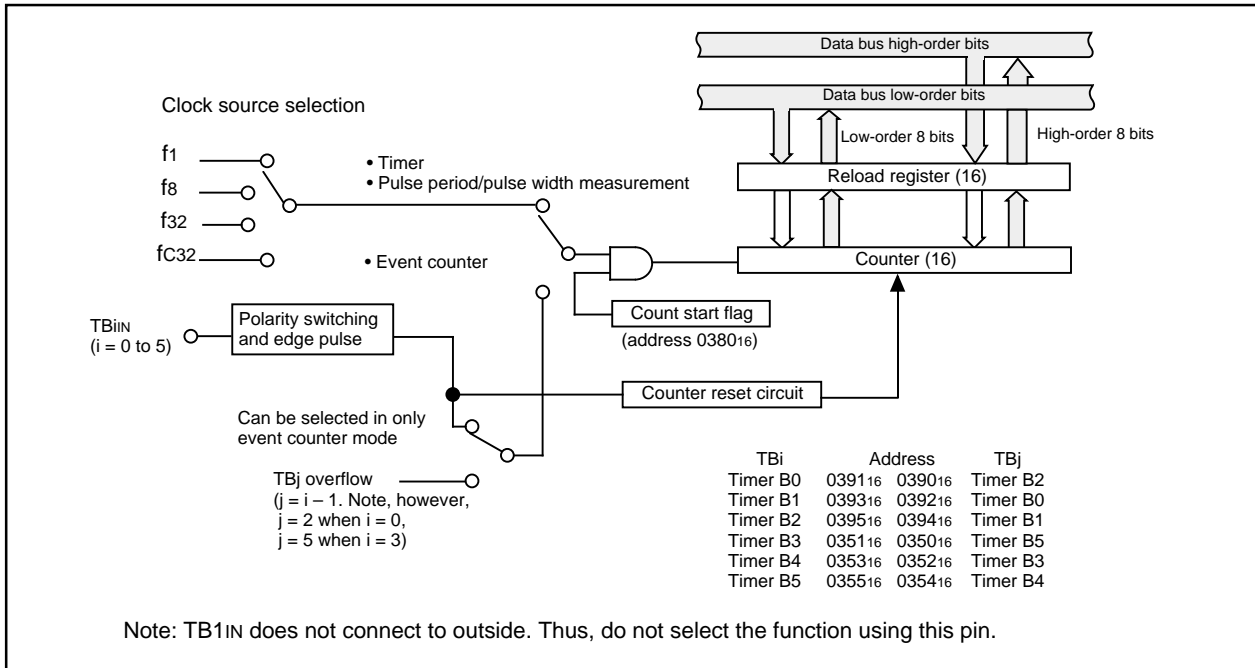 Data bus high-order bits
Data bus low-order bits
Clock source selection
Low-order 8 bits
High-order 8 bits
f1
• Timer
• Pulse period/pulse width measurement
Reload register (16)
f8
f32
fC32
• Event counter
Counter (16)
Count start flag
(address 038016)
TBiIN
(i = 0 to 5)
Polarity switching
and edge pulse
Counter reset circuit
Can be selected in only
event counter mode
TBj overflow
(j = i – 1. Note, however,
j = 2 when i = 0,
j = 5 when i = 3)
TBi Address TBj
Timer B0 039116 039016 Timer B2
Timer B1 039316 039216 Timer B0
Timer B2 039516 039416 Timer B1
Timer B3 035116 035016 Timer B5
Timer B4 035316 035216 Timer B3
Timer B5 035516 035416 Timer B4
Note: TB1IN does not connect to outside. Thus, do not select the function using this pin.